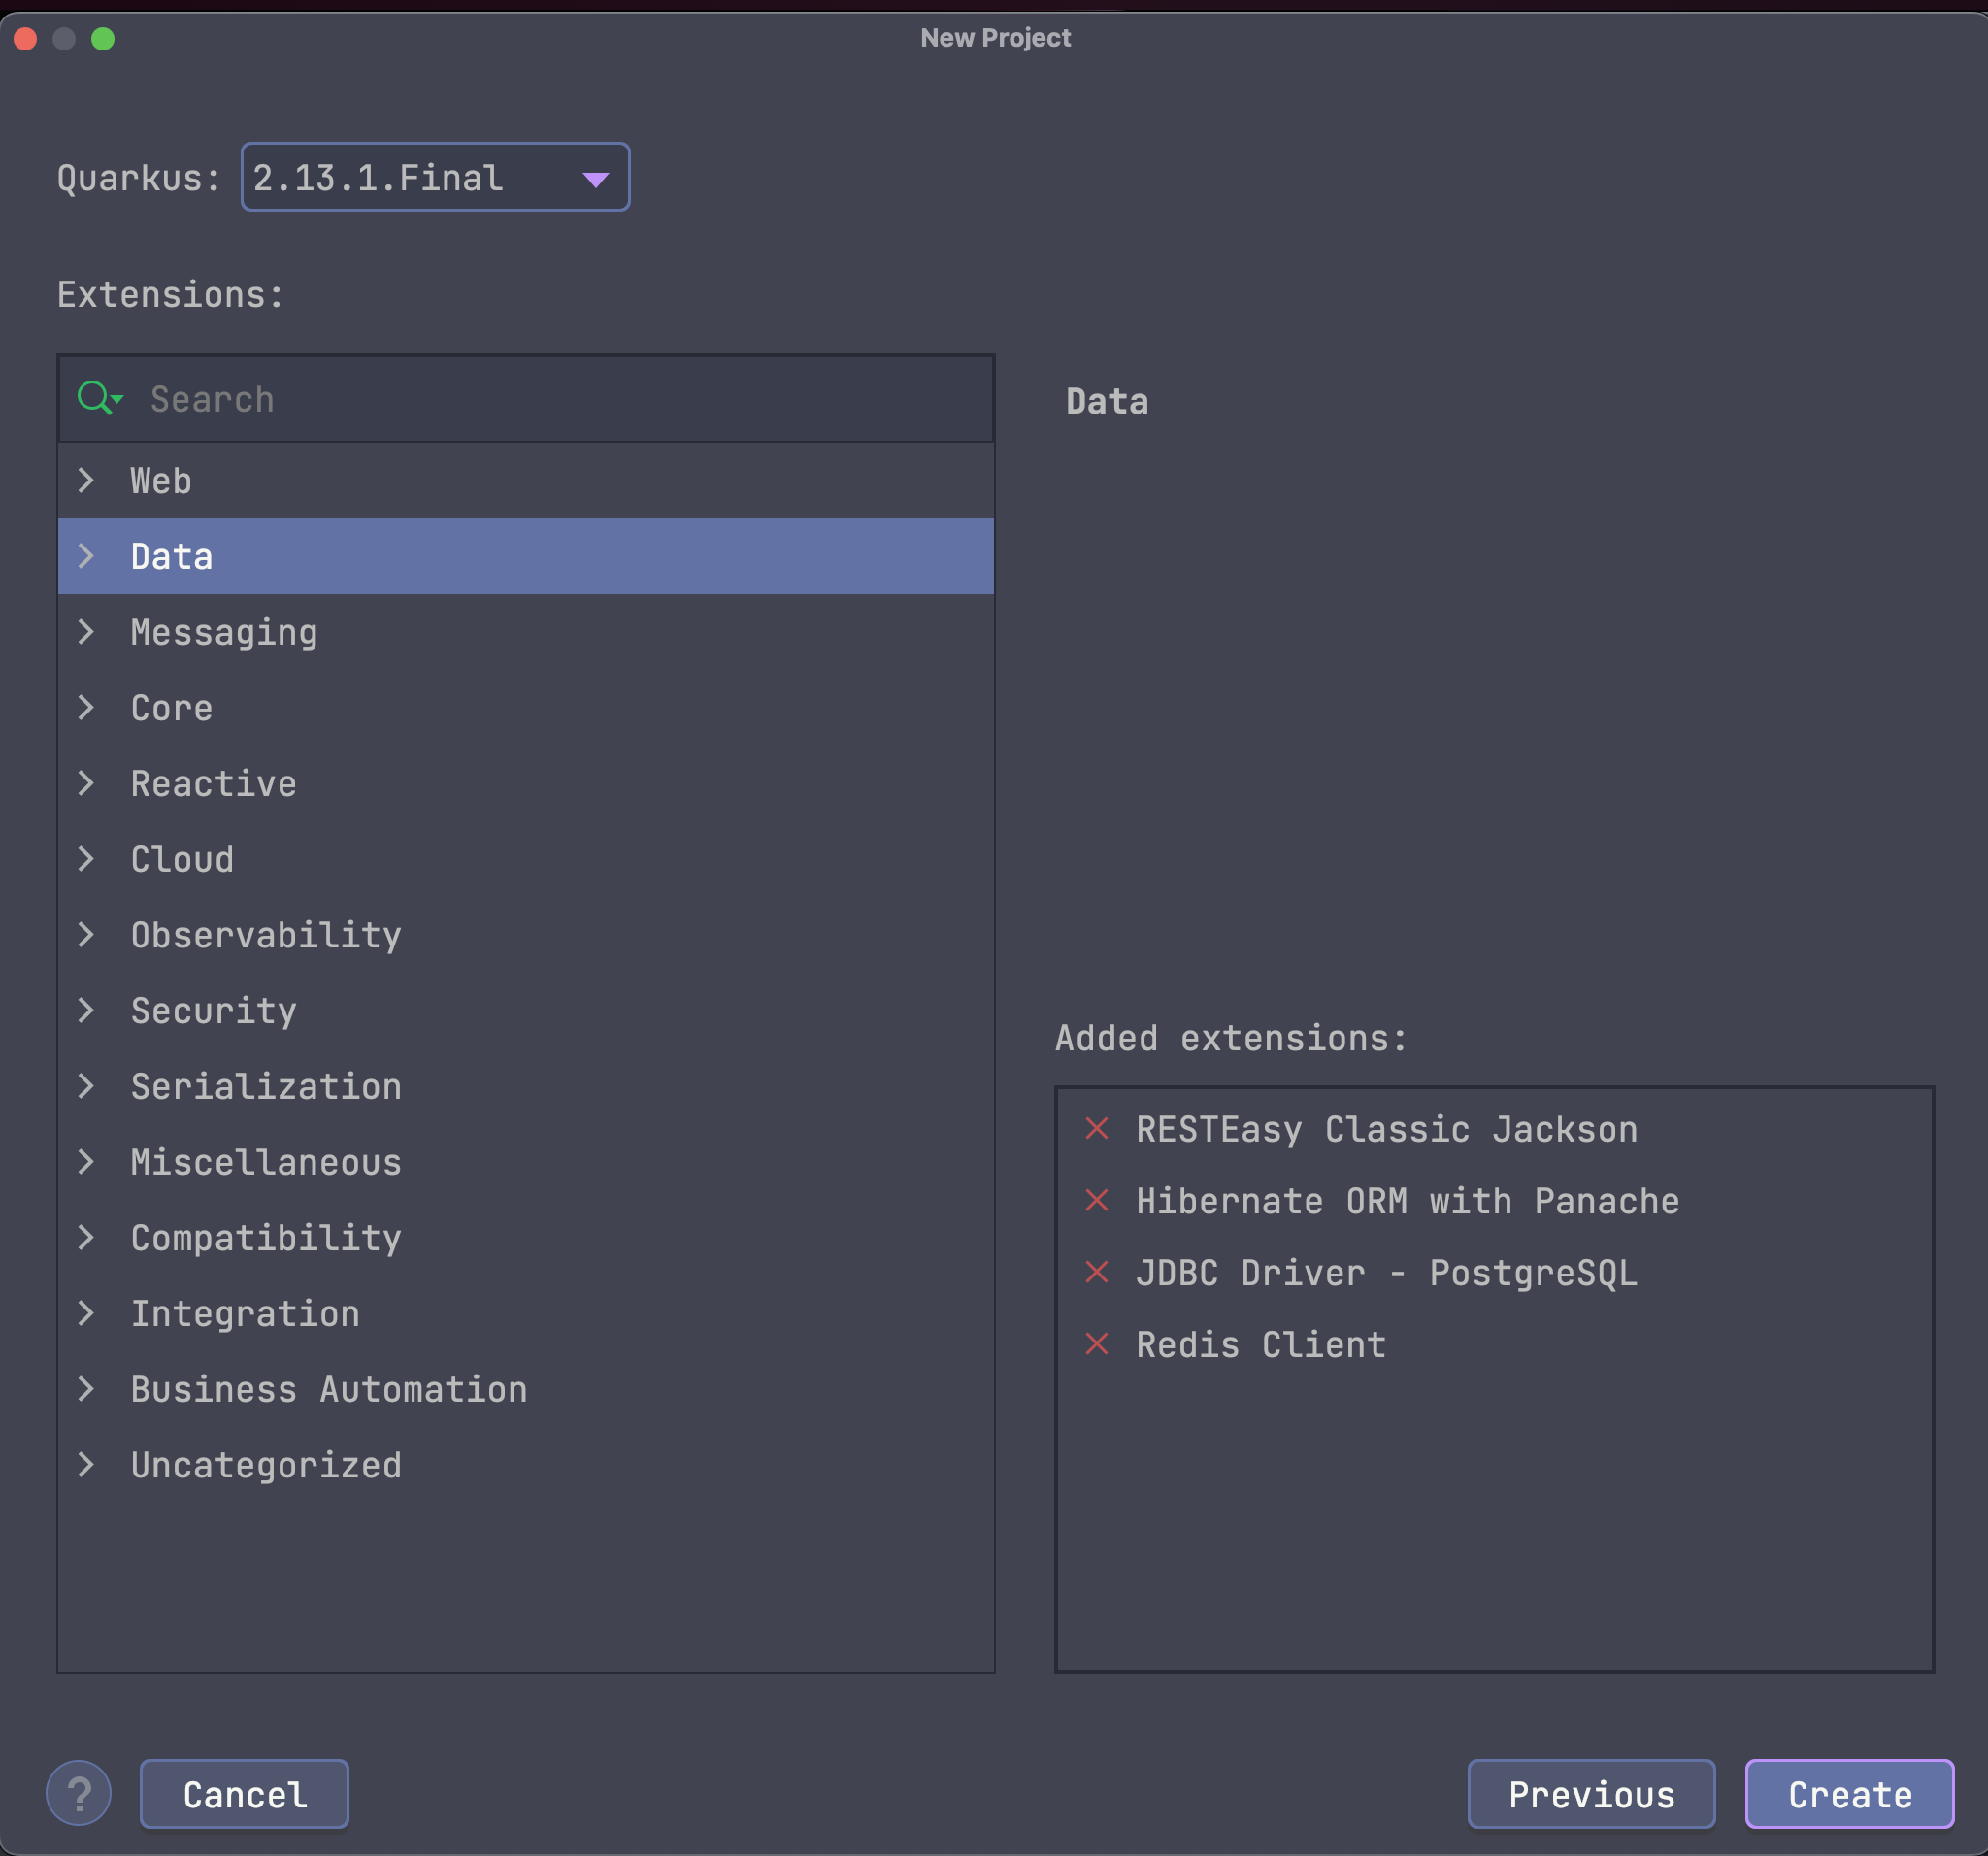 New Project
Quarkus: 2.13.1.Final
Extensions:
Search
Web
Data
Messaging
Core
Reactive
Cloud
Observability
Security
Serialization
Miscellaneous
Compatibility
Integration
Business Automation
Uncategorized
Data
Added extensions:
RESTEasy Classic Jackson
Hibernate ORM with Panache
JDBC Driver - PostgreSQL
Redis Client
?
Cancel
Previous
Create